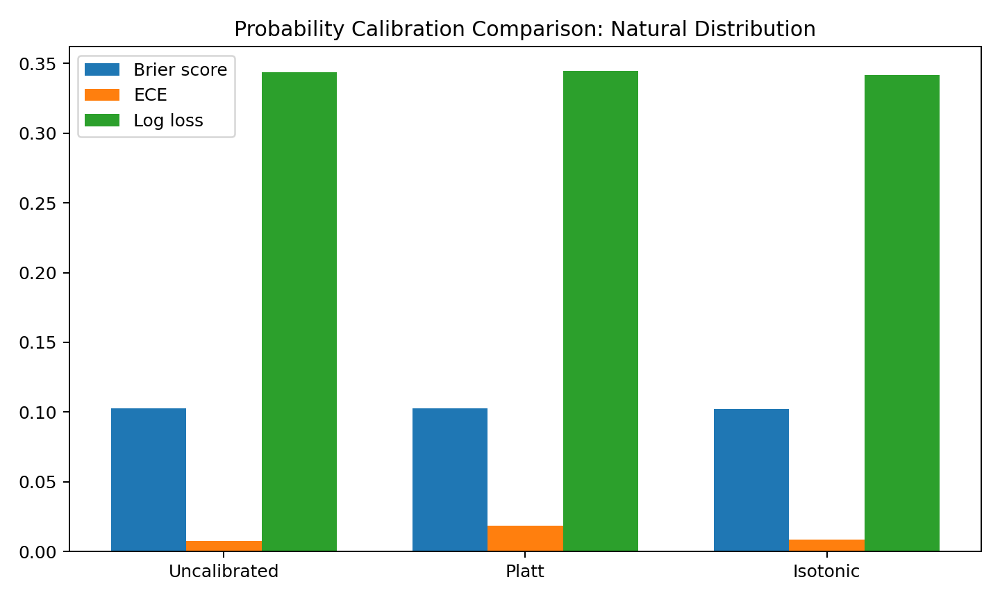 Probability Calibration Comparison: Natural Distribution
Brier score
ECE
Log loss
0.35
0.30
0.25
0.20
0.15
0.10
0.05
0.00
Uncalibrated
Platt
Isotonic